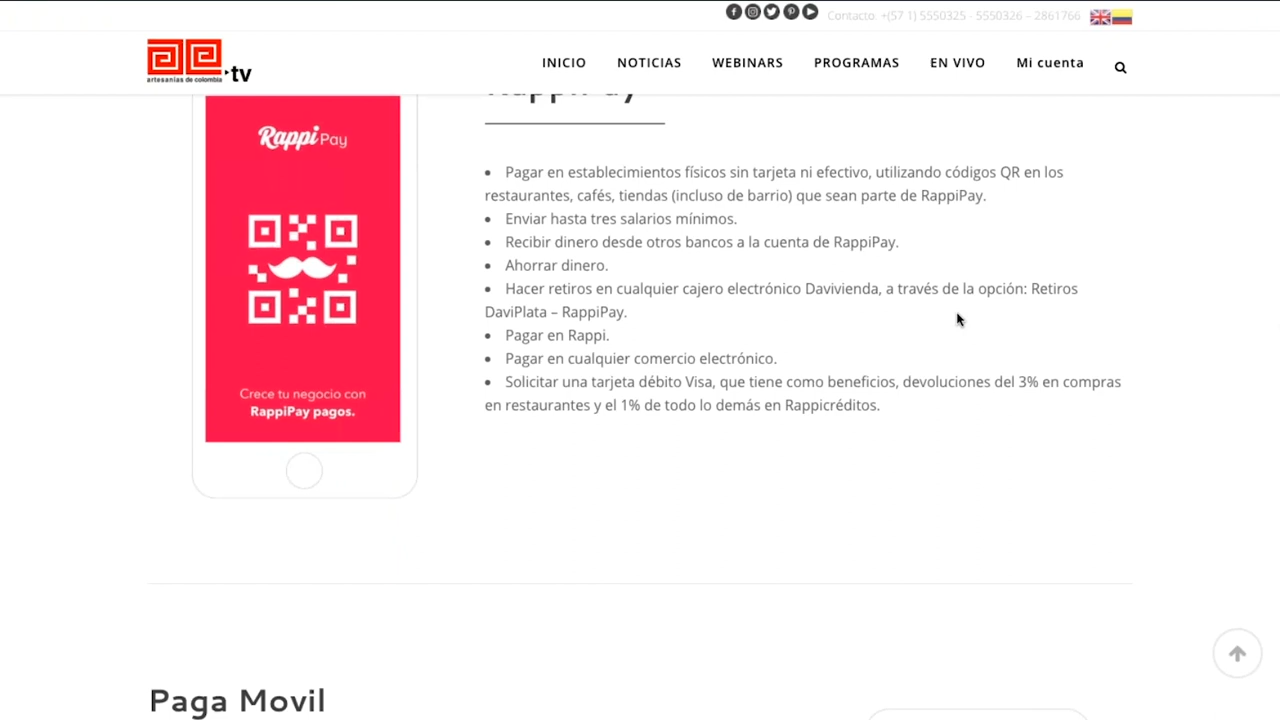 Contacto. +(57 1) 5550325 - 5550326 – 2861766
artesanías de colombia
tv
INICIO NOTICIAS WEBINARS PROGRAMAS EN VIVO Mi cuenta
RappiPay
Rappi Pay
Crece tu negocio con
RappiPay pagos.
• Pagar en establecimientos físicos sin tarjeta ni efectivo, utilizando códigos QR en los
restaurantes, cafés, tiendas (incluso de barrio) que sean parte de RappiPay.
• Enviar hasta tres salarios mínimos.
• Recibir dinero desde otros bancos a la cuenta de RappiPay.
• Ahorrar dinero.
• Hacer retiros en cualquier cajero electrónico Davivienda, a través de la opción: Retiros
DaviPlata – RappiPay.
• Pagar en Rappi.
• Pagar en cualquier comercio electrónico.
• Solicitar una tarjeta débito Visa, que tiene como beneficios, devoluciones del 3% en compras
en restaurantes y el 1% de todo lo demás en Rappicréditos.
Paga Movil